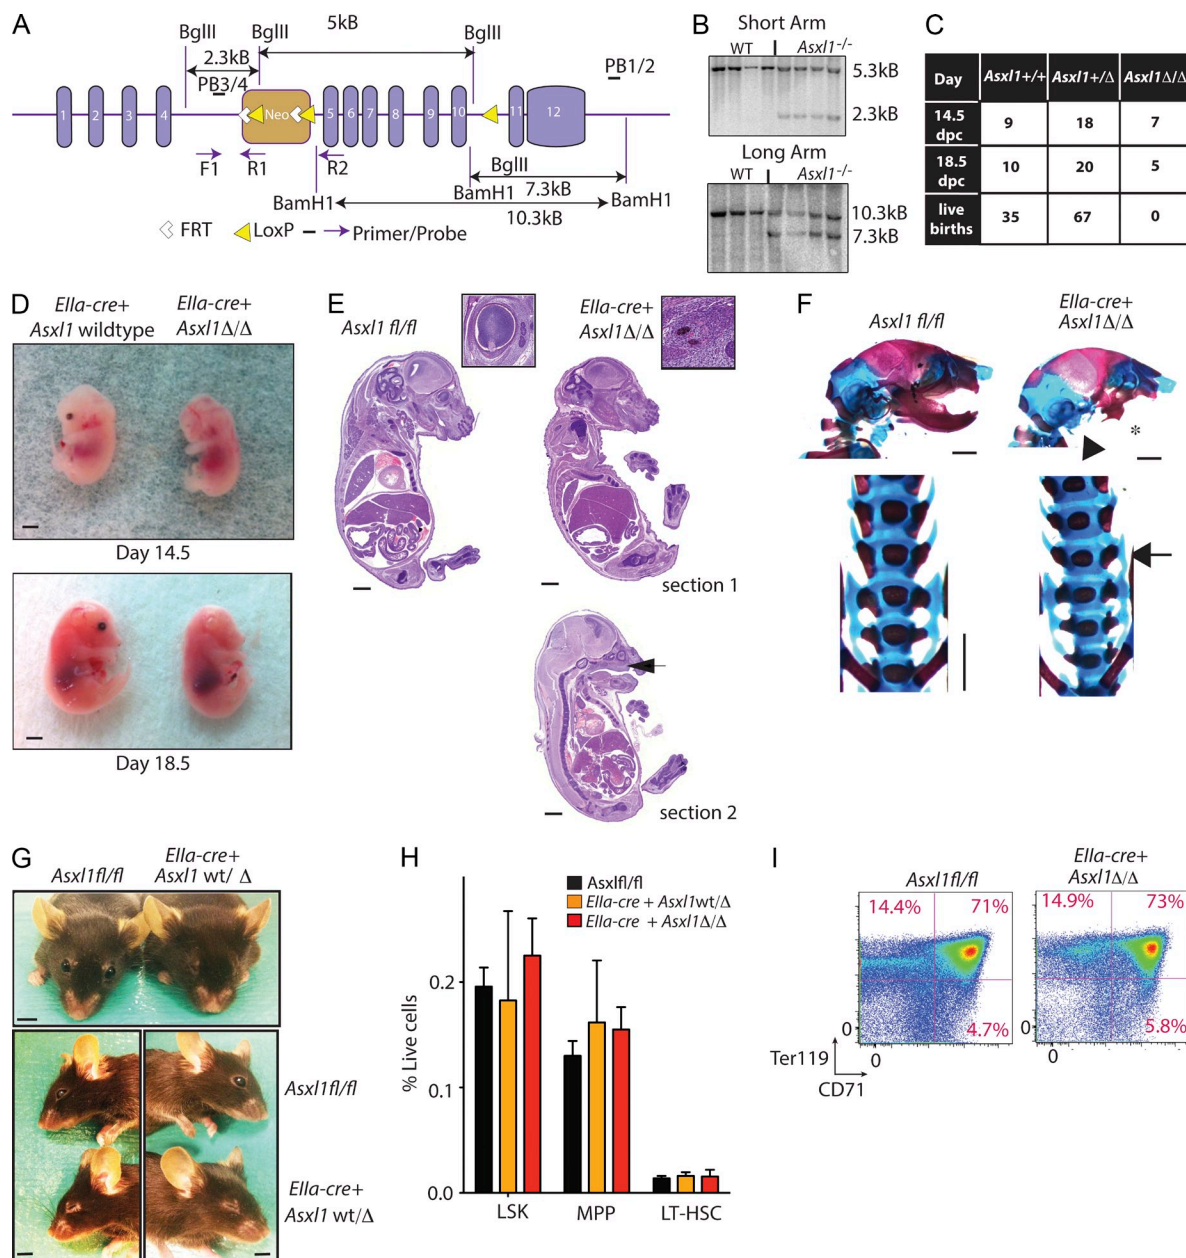 A
BglII
BglII
5kB
BglII
2.3kB
PB3/4
PB1/2
1
2
3
4
Neo
5
6
7
8
9
10
11
12
F1
R1
R2
BglII
BamH1
7.3kB
BamH1
10.3kB
BamH1
FRT
LoxP
Primer/Probe
B
Short Arm
WT
Asxl1-/-
5.3kB
2.3kB
Long Arm
WT
Asxl1-/-
10.3kB
7.3kB
C
Day Asxl1+/+ Asxl1+/Δ Asxl1Δ/Δ
14.5 dpc 9 18 7
18.5 dpc 10 20 5
live births 35 67 0
D
EIIa-cre+ Asxl1 wildtype
EIIa-cre+ Asxl1Δ/Δ
Day 14.5
Day 18.5
E
Asxl1 fl/fl
EIIa-cre+ Asxl1Δ/Δ
section 1
section 2
F
Asxl1 fl/fl
EIIa-cre+ Asxl1Δ/Δ
*
G
Asxl1fl/fl
EIIa-cre+ Asxl1 wt/ Δ
Asxl1fl/fl
EIIa-cre+
Asxl1 wt/Δ
H
Asxlfl/fl
EIIa-cre + Asxl1wt/Δ
EIIa-cre + Asxl1Δ/Δ
% Live cells
0.2
0.1
0.0
LSK
MPP
LT-HSC
I
Asxl1fl/fl
EIIa-cre+ Asxl1Δ/Δ
14.4%
71%
4.7%
14.9%
73%
5.8%
0
0
0
0
Ter119
CD71